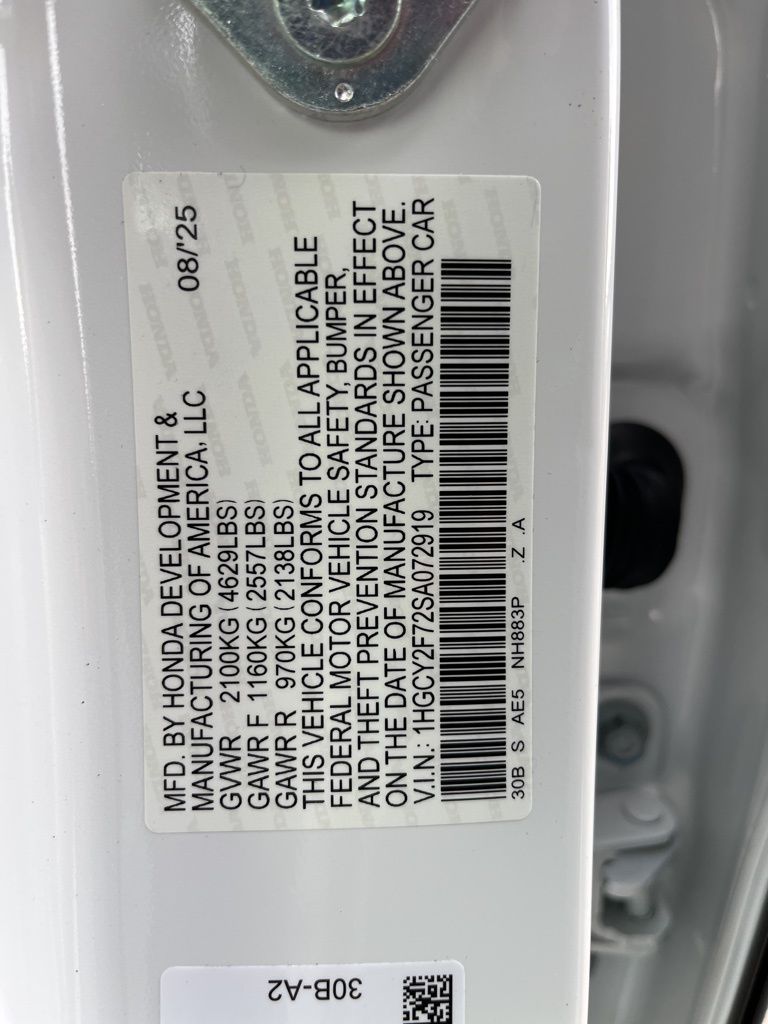 MFD. BY HONDA DEVELOPMENT &
MANUFACTURING OF AMERICA, LLC 08/'25
GVWR 2100KG (4629LBS)
GAWR F 1160KG (2557LBS)
GAWR R 970KG (2138LBS)
THIS VEHICLE CONFORMS TO ALL APPLICABLE
FEDERAL MOTOR VEHICLE SAFETY, BUMPER,
AND THEFT PREVENTION STANDARDS IN EFFECT
ON THE DATE OF MANUFACTURE SHOWN ABOVE.
V.I.N.: 1HGCY2F72SA072919 TYPE: PASSENGER CAR
30B S AE5 NH883P .Z .A
30B-A2